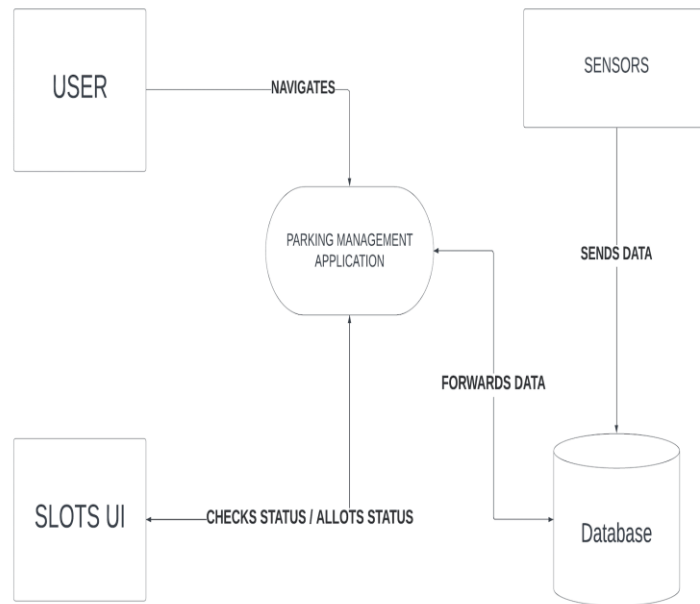 USER
NAVIGATES
SENSORS
PARKING MANAGEMENT
APPLICATION
SENDS DATA
FORWARDS DATA
SLOTS UI
CHECKS STATUS / ALLOTS STATUS
Database